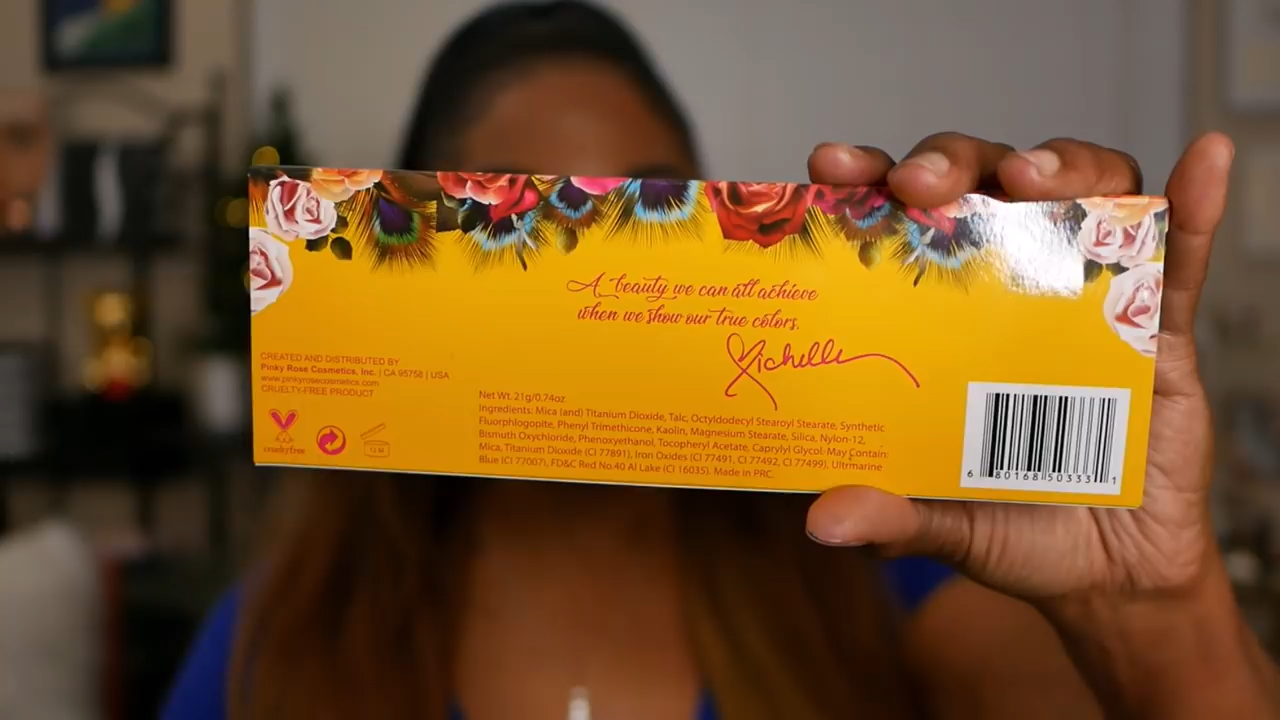 A beauty we can all achieve
when we show our true colors.
Michelle
CREATED AND DISTRIBUTED BY
Pinky Rose Cosmetics, Inc. | CA 95758 | USA
www.pinkyrosecosmetics.com
CRUELTY-FREE PRODUCT
crueltyfree
12 M
Net Wt. 21g/0.74oz.
Ingredients: Mica (and) Titanium Dioxide, Talc, Octyldodecyl Stearoyl Stearate, Synthetic
Fluorphlogopite, Phenyl Trimethicone, Kaolin, Magnesium Stearate, Silica, Nylon-12,
Bismuth Oxychloride, Phenoxyethanol, Tocopheryl Acetate, Caprylyl Glycol. May Contain:
Mica, Titanium Dioxide (CI 77891), Iron Oxides (CI 77491, CI 77492, CI 77499), Ultrmarine
Blue (CI 77007), FD&C Red No.40 Al Lake (CI 16035). Made In PRC.
6 80168 50333 1